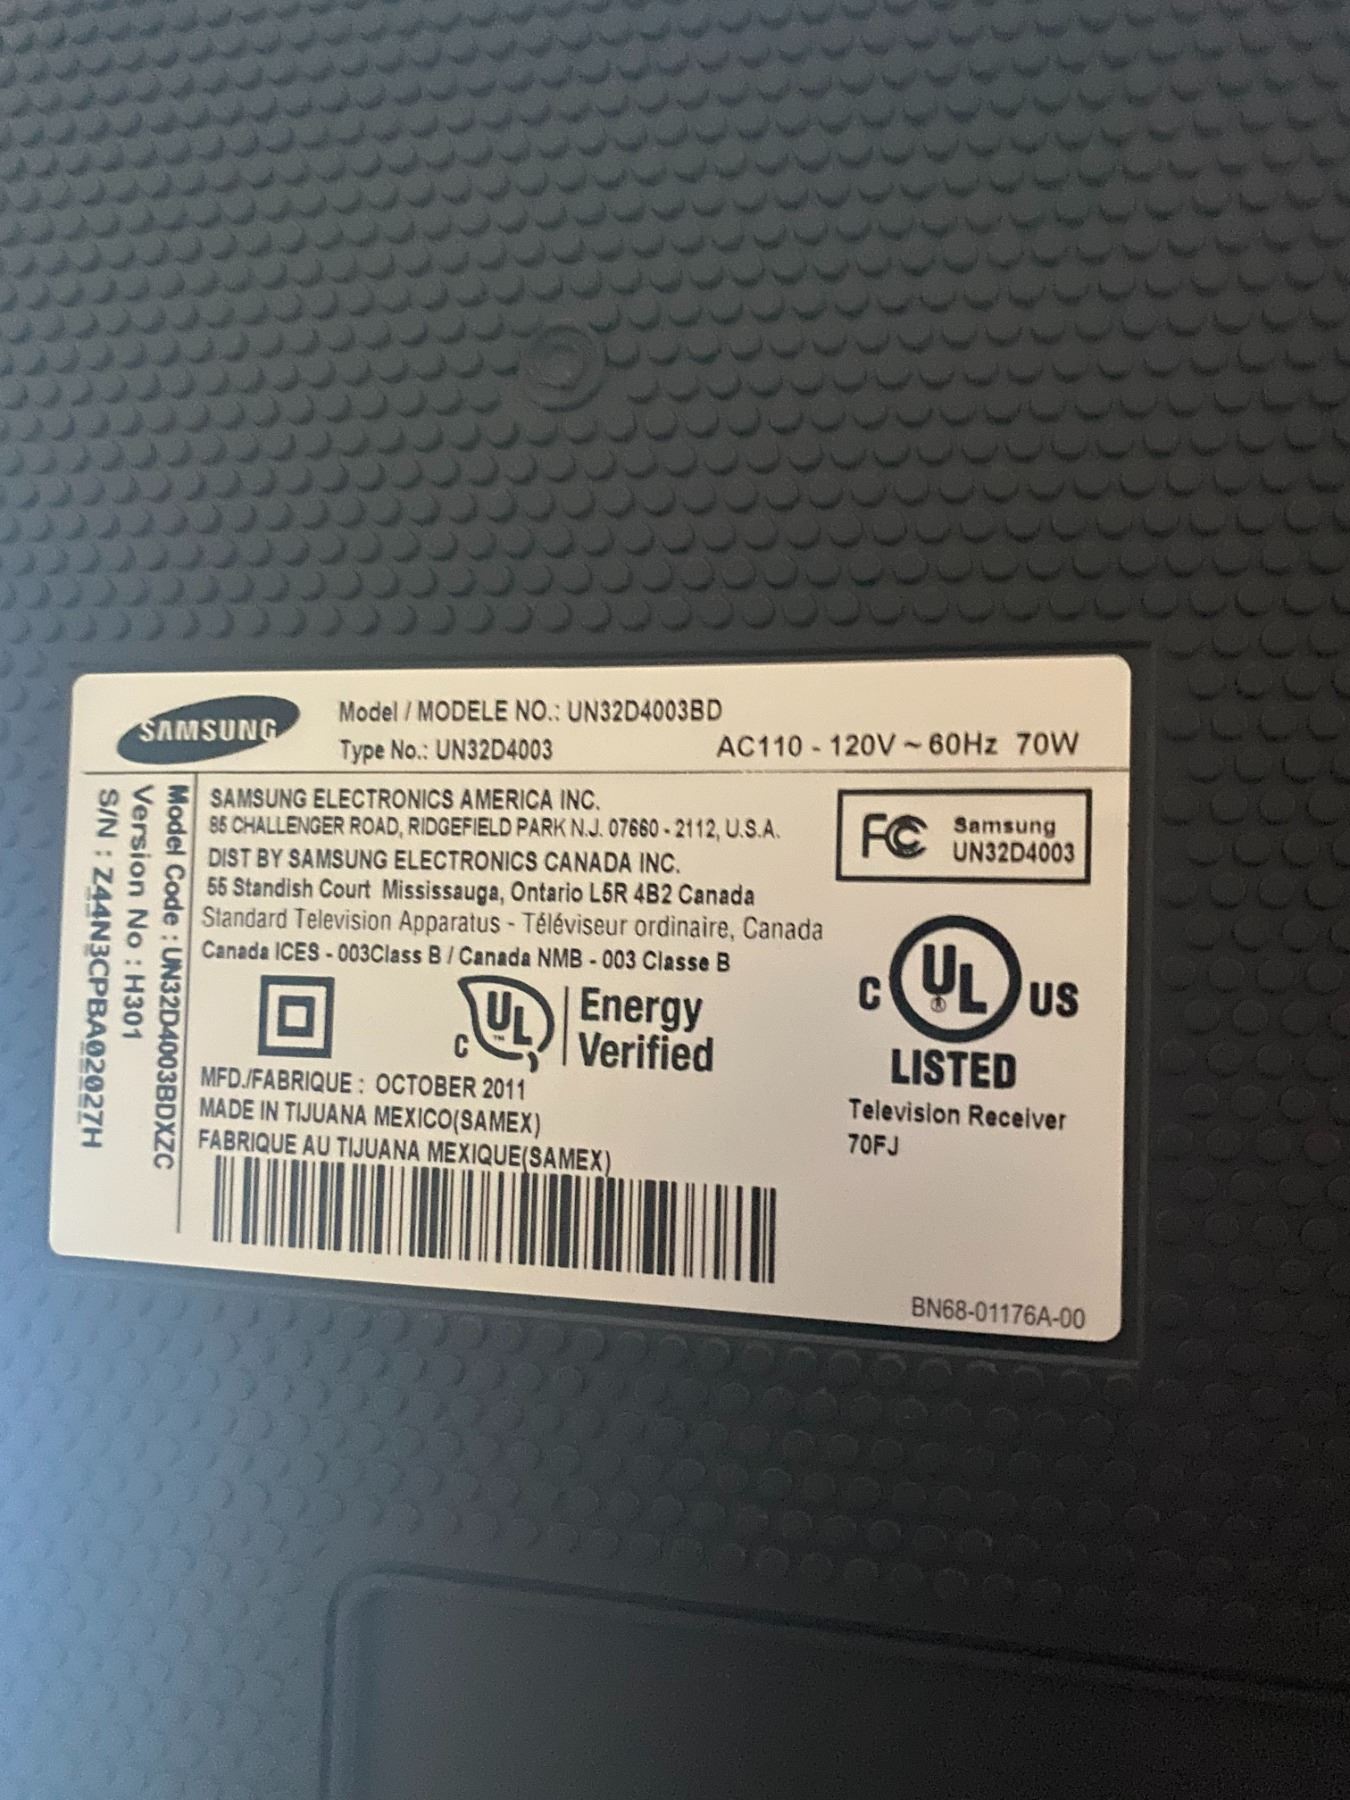 SAMSUNG
Model / MODELE NO.: UN32D4003BD
Type No.: UN32D4003
AC110 - 120V ~ 60Hz 70W
Model Code : UN32D4003BDXZC
Version No : H301
S/N : Z44N3CPBA02027H
SAMSUNG ELECTRONICS AMERICA INC.
85 CHALLENGER ROAD, RIDGEFIELD PARK N.J. 07660 - 2112, U.S.A.
DIST BY SAMSUNG ELECTRONICS CANADA INC.
55 Standish Court Mississauga, Ontario L5R 4B2 Canada
Standard Television Apparatus - Téléviseur ordinaire, Canada
Canada ICES - 003Class B / Canada NMB - 003 Classe B
FC Samsung
UN32D4003
C UL ® US
LISTED
Television Receiver
70FJ
C UL ™ Energy
Verified
MFD./FABRIQUE : OCTOBER 2011
MADE IN TIJUANA MEXICO(SAMEX)
FABRIQUE AU TIJUANA MEXIQUE(SAMEX)
BN68-01176A-00